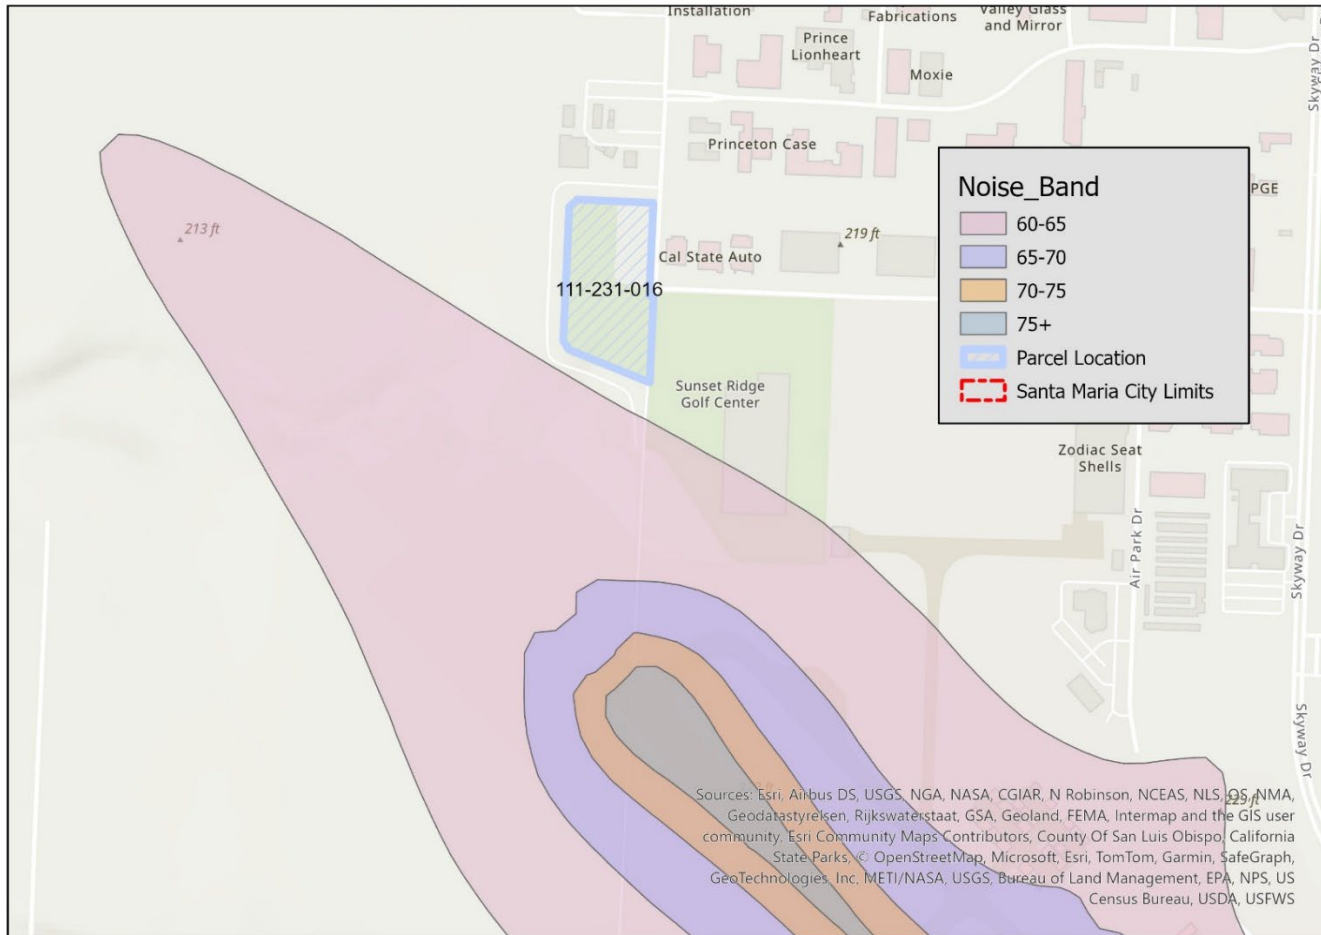 Installation
Fabrications
Valley Glass
and Mirror
Prince
Lionheart
Moxie
Skyway Dr
Princeton Case
PGE
213 ft
219 ft
Cal State Auto
111-231-016
Noise_Band
60-65
65-70
70-75
75+
Parcel Location
Santa Maria City Limits
Sunset Ridge
Golf Center
Zodiac Seat
Shells
Air Park Dr
Skyway Dr
Skyway Dr
223 ft
Sources: Esri, Airbus DS, USGS, NGA, NASA, CGIAR, N Robinson, NCEAS, NLS, OS, NMA,
Geodatastyrelsen, Rijkswaterstaat, GSA, Geoland, FEMA, Intermap and the GIS user
community, Esri Community Maps Contributors, County Of San Luis Obispo, California
State Parks, © OpenStreetMap, Microsoft, Esri, TomTom, Garmin, SafeGraph,
GeoTechnologies, Inc, METI/NASA, USGS, Bureau of Land Management, EPA, NPS, US
Census Bureau, USDA, USFWS